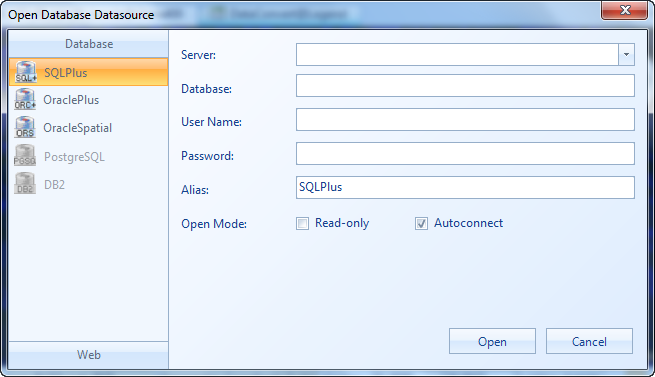 Open Database Datasource
Database
SQLPlus
OraclePlus
OracleSpatial
PostgreSQL
DB2
Web
Server:
Database:
User Name:
Password:
Alias: SQLPlus
Open Mode: Read-only Autoconnect
Open Cancel
SQL+
ORC+
ORS
PGSQ
DB2